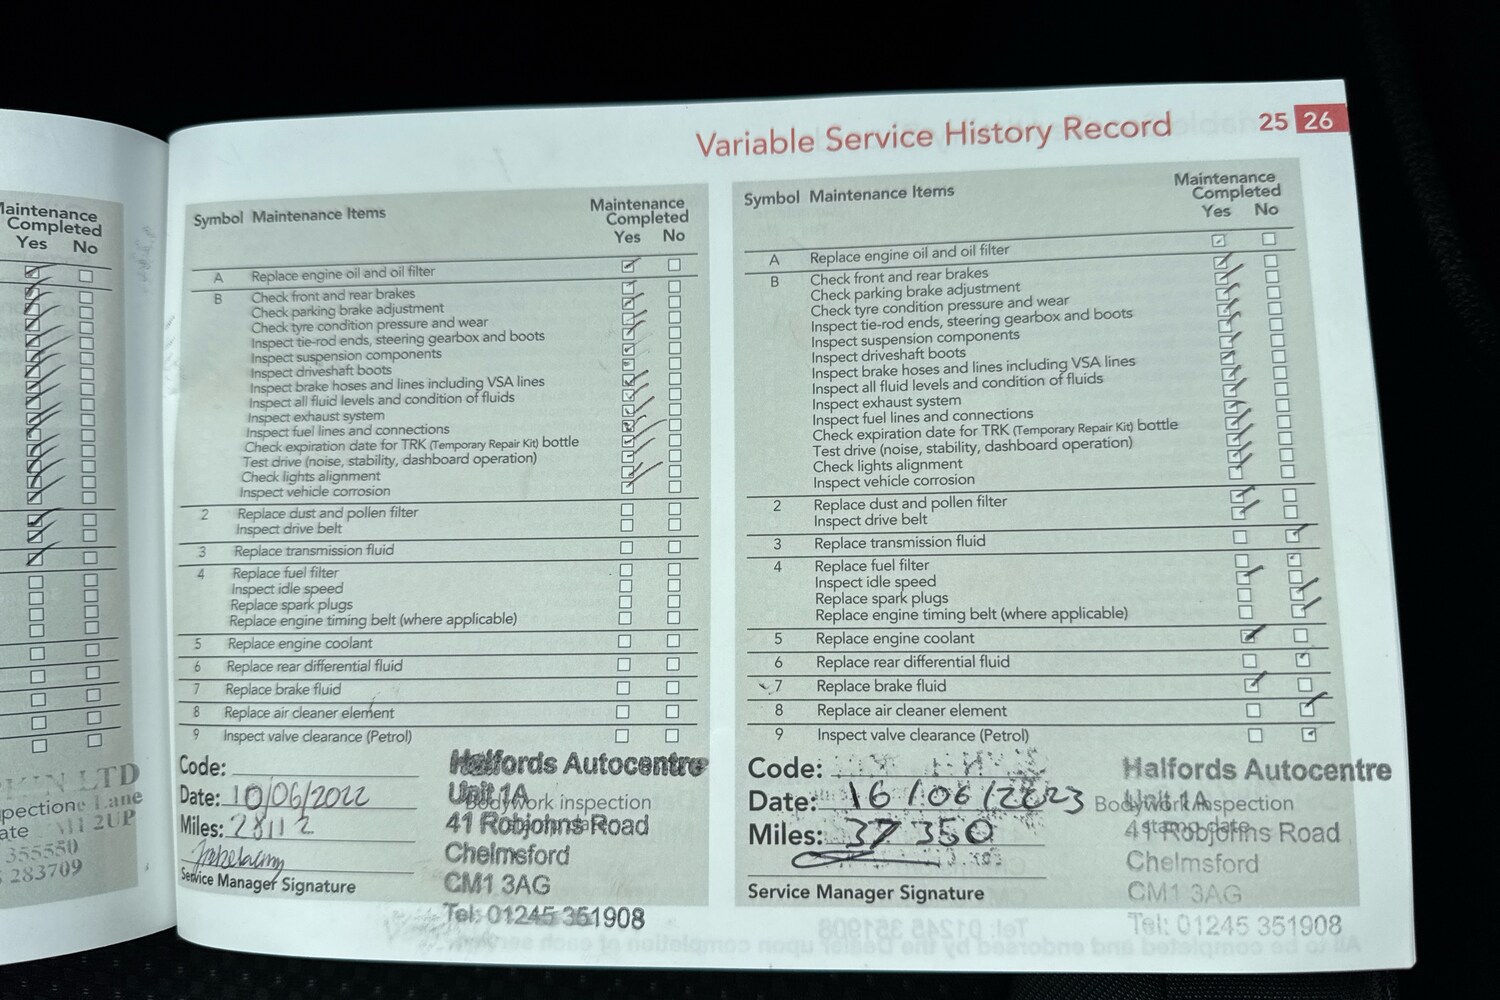 Variable Service History Record
25 26
Maintenance
Completed
Yes No
KIN LTD
Lane
CM1 2UP
355550
283709
Symbol Maintenance Items Maintenance Completed
Yes No
A Replace engine oil and oil filter
B Check front and rear brakes
Check parking brake adjustment
Check tyre condition pressure and wear
Inspect tie-rod ends, steering gearbox and boots
Inspect suspension components
Inspect driveshaft boots
Inspect brake hoses and lines including VSA lines
Inspect all fluid levels and condition of fluids
Inspect exhaust system
Inspect fuel lines and connections
Check expiration date for TRK (Temporary Repair Kit) bottle
Test drive (noise, stability, dashboard operation)
Check lights alignment
Inspect vehicle corrosion
2 Replace dust and pollen filter
Inspect drive belt
3 Replace transmission fluid
4 Replace fuel filter
Inspect idle speed
Replace spark plugs
Replace engine timing belt (where applicable)
5 Replace engine coolant
6 Replace rear differential fluid
7 Replace brake fluid
8 Replace air cleaner element
9 Inspect valve clearance (Petrol)
Code:
Date: 10/06/2022
Miles: 28112
Service Manager Signature
Halfords Autocentre
Unit 1A
Bodywork inspection
41 Robjohns Road
Chelmsford
CM1 3AG
Tel: 01245 351908
Symbol Maintenance Items Maintenance Completed
Yes No
A Replace engine oil and oil filter
B Check front and rear brakes
Check parking brake adjustment
Check tyre condition pressure and wear
Inspect tie-rod ends, steering gearbox and boots
Inspect suspension components
Inspect driveshaft boots
Inspect brake hoses and lines including VSA lines
Inspect all fluid levels and condition of fluids
Inspect exhaust system
Inspect fuel lines and connections
Check expiration date for TRK (Temporary Repair Kit) bottle
Test drive (noise, stability, dashboard operation)
Check lights alignment
Inspect vehicle corrosion
2 Replace dust and pollen filter
Inspect drive belt
3 Replace transmission fluid
4 Replace fuel filter
Inspect idle speed
Replace spark plugs
Replace engine timing belt (where applicable)
5 Replace engine coolant
6 Replace rear differential fluid
7 Replace brake fluid
8 Replace air cleaner element
9 Inspect valve clearance (Petrol)
Code:
Date: 16/06/2023
Miles: 37350
Service Manager Signature
Halfords Autocentre
Unit 1A
Bodywork inspection
41 Robjohns Road
stamp date
Chelmsford
CM1 3AG
Tel: 01245 351908